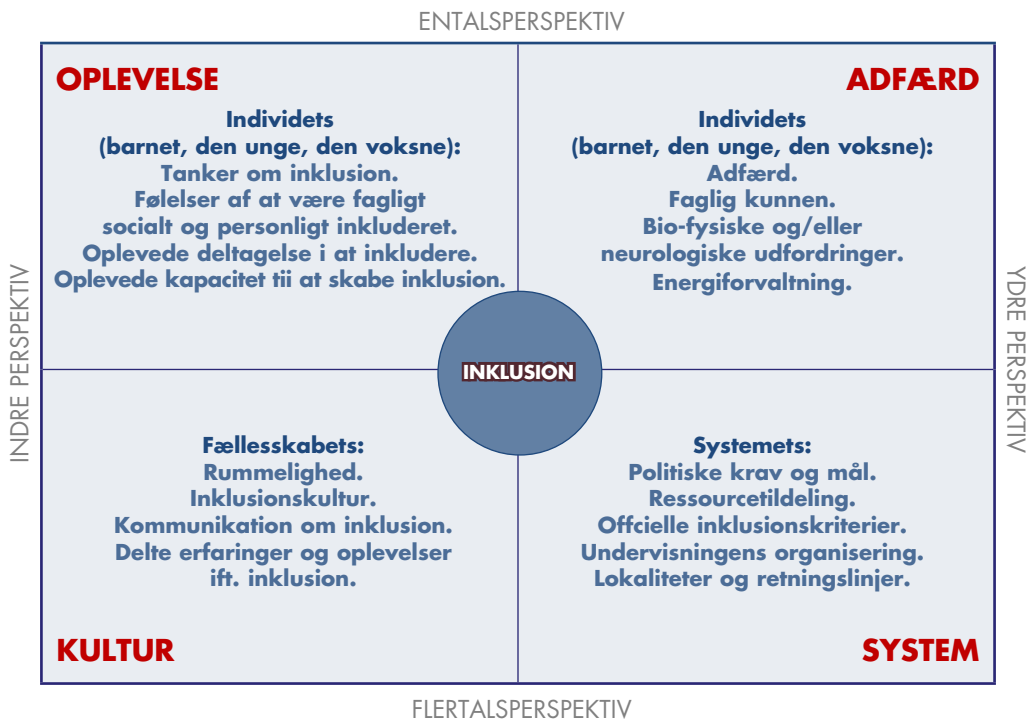 ENTALSPERSPEKTIV
OPLEVELSE
Individets
(barnet, den unge, den voksne):
Tanker om inklusion.
Følelser af at være fagligt
socialt og personligt inkluderet.
Oplevede deltagelse i at inkludere.
Oplevede kapacitet tii at skabe inklusion.
ADFÆRD
Individets
(barnet, den unge, den voksne):
Adfærd.
Faglig kunnen.
Bio-fysiske og/eller
neurologiske udfordringer.
Energiforvaltning.
INDRE PERSPEKTIV
INKLUSION
YDRE PERSPEKTIV
Fællesskabets:
Rummelighed.
Inklusionskultur.
Kommunikation om inklusion.
Delte erfaringer og oplevelser
ift. inklusion.
KULTUR
Systemets:
Politiske krav og mål.
Ressourcetildeling.
Offcielle inklusionskriterier.
Undervisningens organisering.
Lokaliteter og retningslinjer.
SYSTEM
FLERTALSPERSPEKTIV